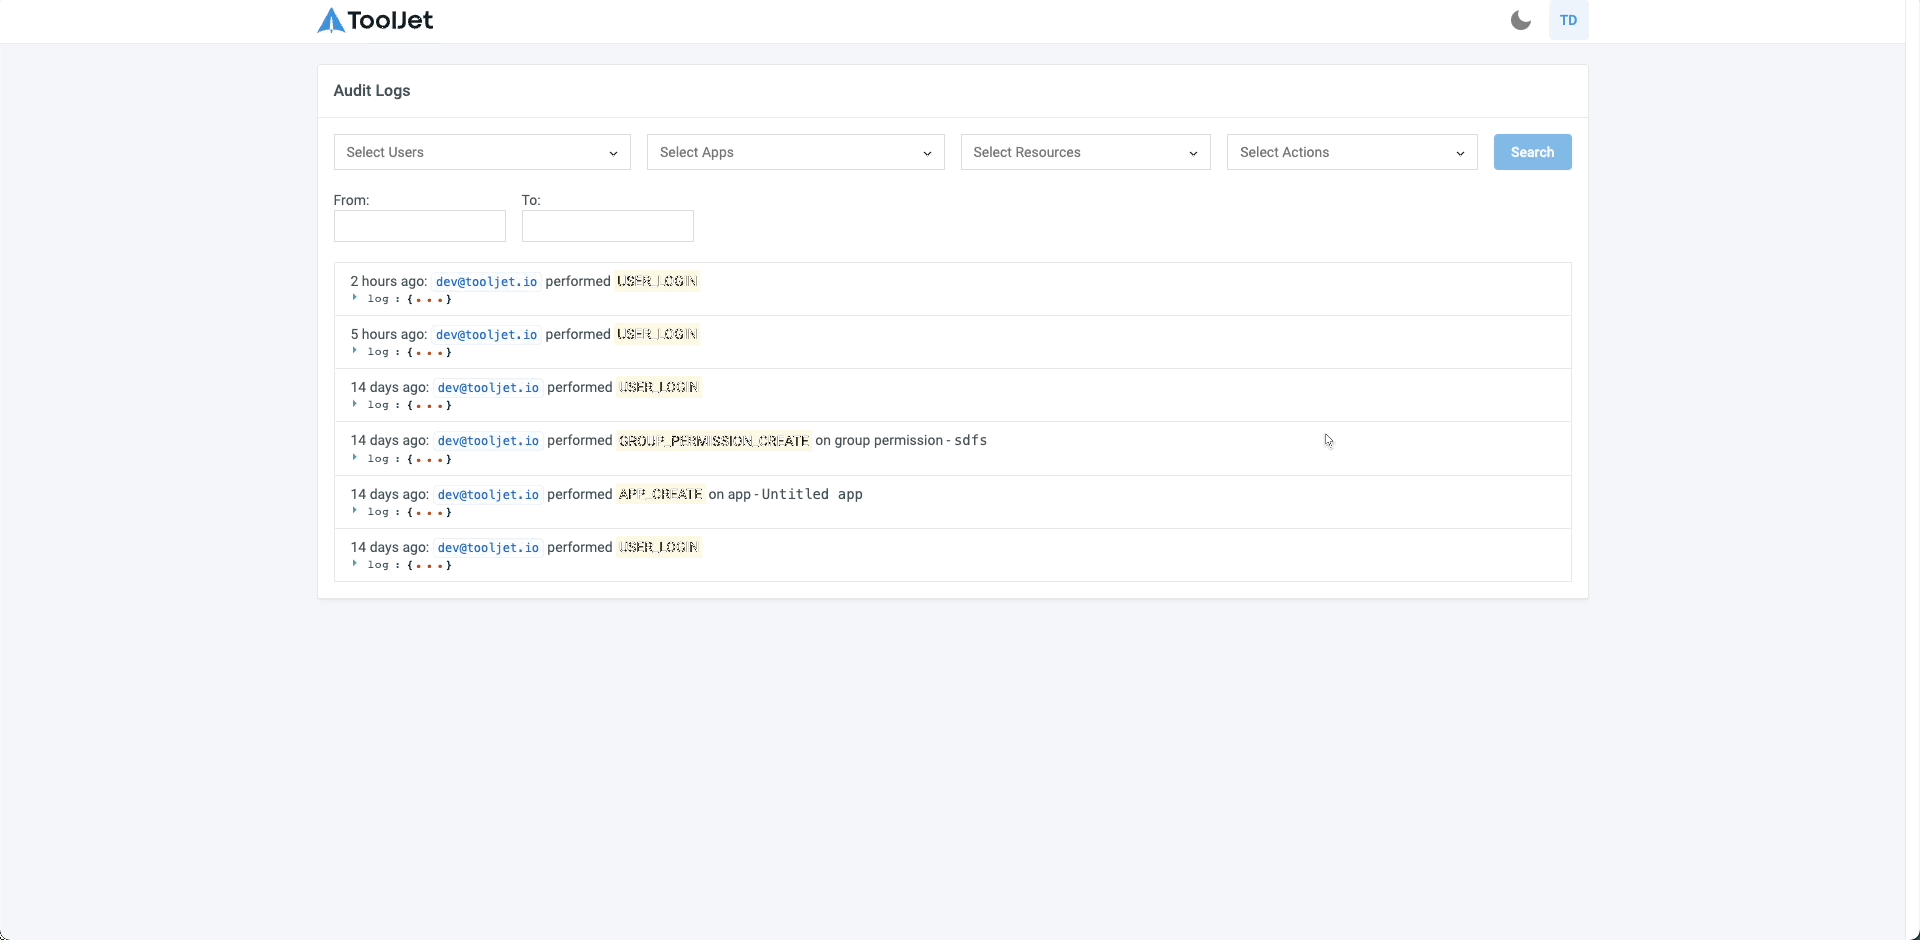 ToolJet
TD
Audit Logs
Select Users
Select Apps
Select Resources
Select Actions
Search
From:
To:
2 hours ago: dev@tooljet.io performed USER_LOGIN
log : {...}
5 hours ago: dev@tooljet.io performed USER_LOGIN
log : {...}
14 days ago: dev@tooljet.io performed USER_LOGIN
log : {...}
14 days ago: dev@tooljet.io performed GROUP_PERMISSION_CREATE on group permission - sdfs
log : {...}
14 days ago: dev@tooljet.io performed APP_CREATE on app - Untitled app
log : {...}
14 days ago: dev@tooljet.io performed USER_LOGIN
log : {...}